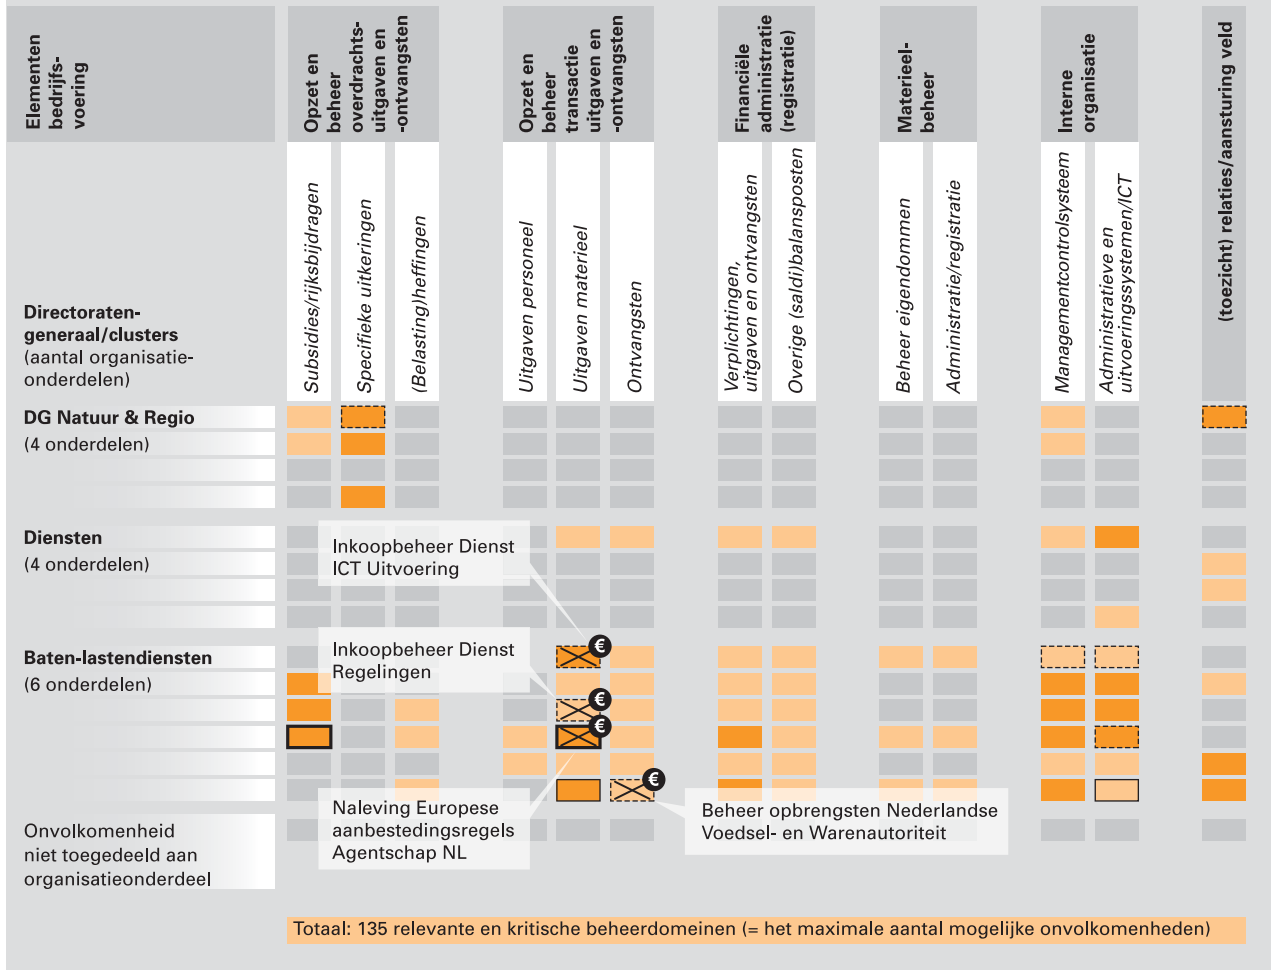 Elementen
bedrijfs-
voering
Opzet en
beheer
overdrachts-
uitgaven en
-ontvangsten
Opzet en
beheer
transactie
uitgaven en
-ontvangsten
Financiële
administratie
(registratie)
Materieel-
beheer
Interne
organisatie
(toezicht) relaties/aansturing veld
Subsidies/rijksbijdragen
Specifieke uitkeringen
(Belasting)heffingen
Uitgaven personeel
Uitgaven materieel
Ontvangsten
Verplichtingen,
uitgaven en ontvangsten
Overige (saldi)balansposten
Beheer eigendommen
Administratie/registratie
Managementcontrolsysteem
Administratieve en
uitvoeringssystemen/ICT
Directoraten-
generaal/clusters
(aantal organisatie-
onderdelen)
DG Natuur & Regio
(4 onderdelen)
Diensten
(4 onderdelen)
Inkoopbeheer Dienst
ICT Uitvoering
Baten-lastendiensten
(6 onderdelen)
Inkoopbeheer Dienst
Regelingen
€
€
€
€
Naleving Europese
aanbestedingsregels
Agentschap NL
Beheer opbrengsten Nederlandse
Voedsel- en Warenautoriteit
Onvolkomenheid
niet toegedeeld aan
organisatieonderdeel
Totaal: 135 relevante en kritische beheerdomeinen (= het maximale aantal mogelijke onvolkomenheden)